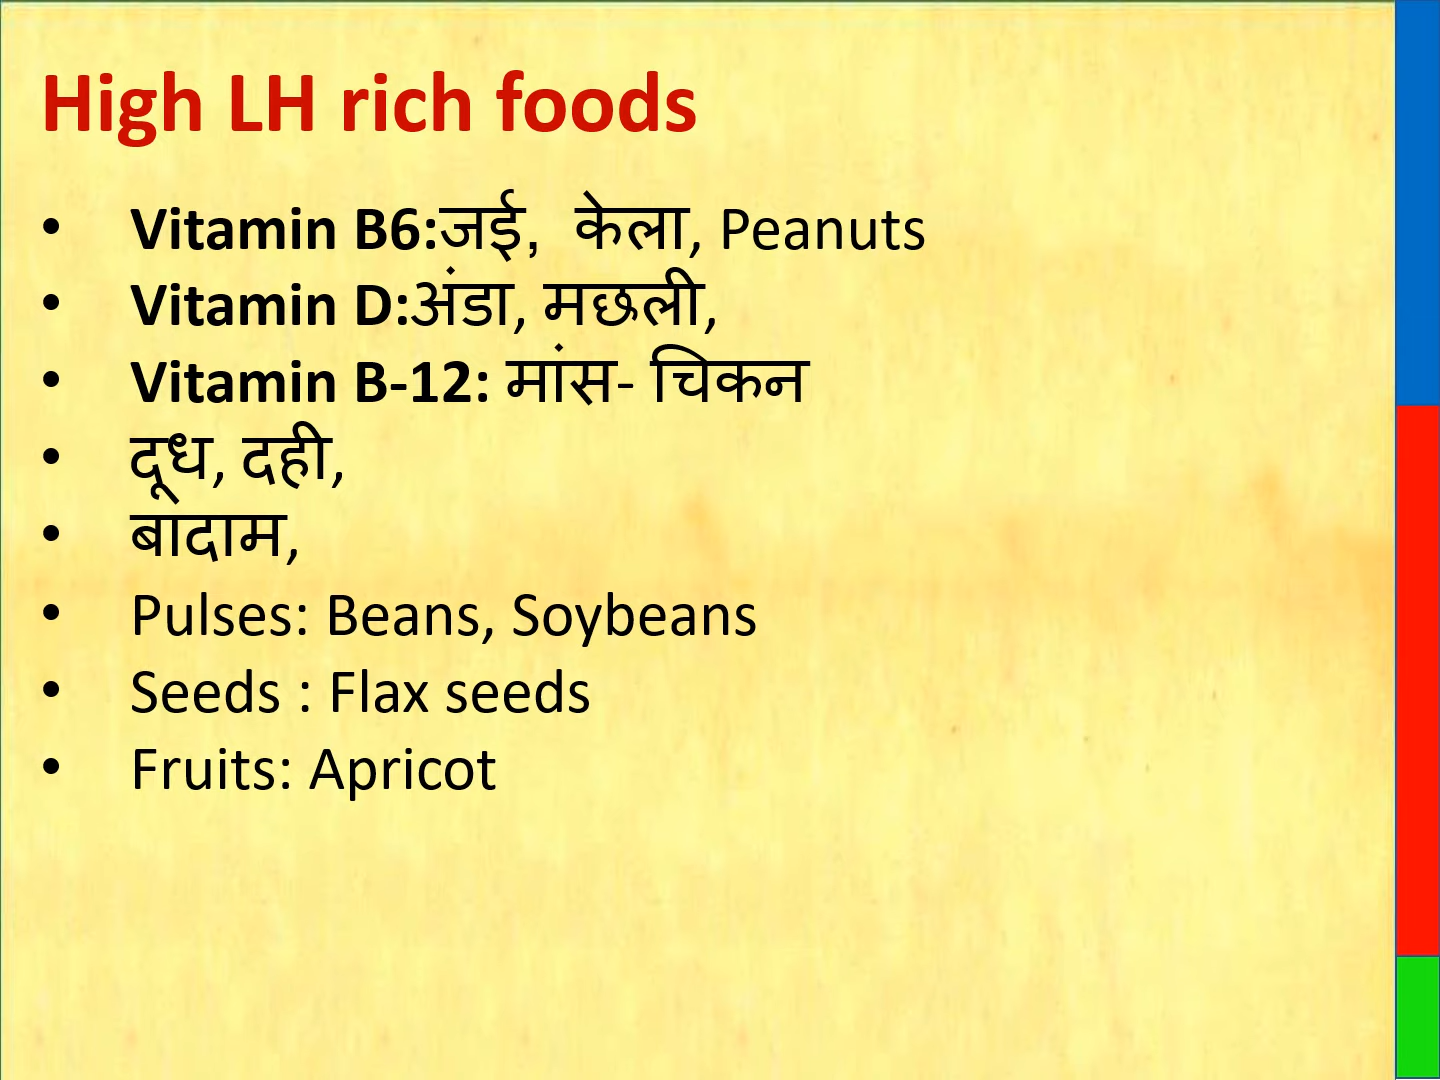 High LH rich foods
• Vitamin B6:जई, केला, Peanuts
• Vitamin D:अंडा, मछली,
• Vitamin B-12: मांस- चिकन
• दूध, दही,
• बादाम,
• Pulses: Beans, Soybeans
• Seeds : Flax seeds
• Fruits: Apricot